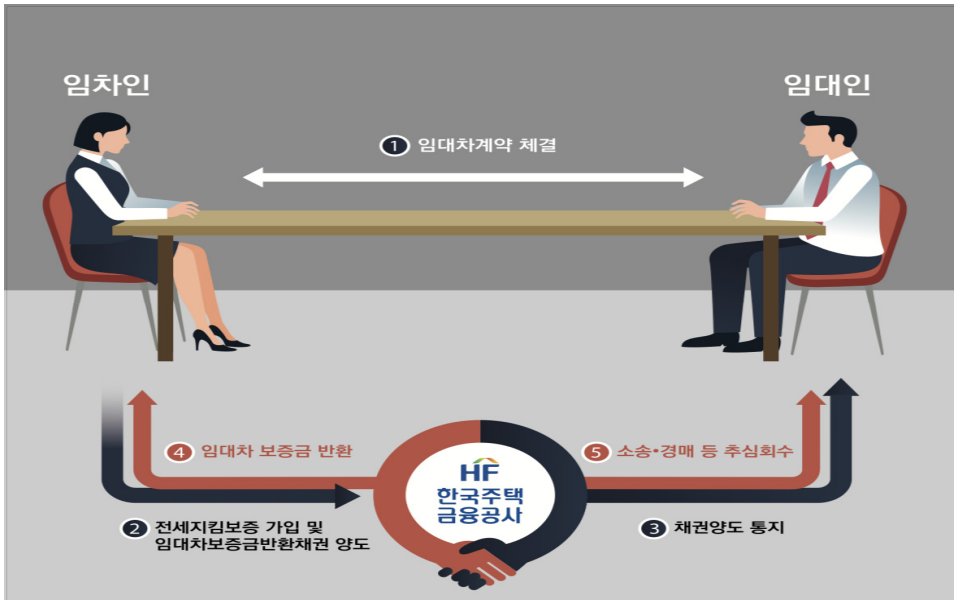 임차인
임대인
1 임대차계약 체결
4 임대차 보증금 반환
5 소송•경매 등 추심회수
HF
한국주택
금융공사
2 전세지킴보증 가입 및
임대차보증금반환채권 양도
3 채권양도 통지